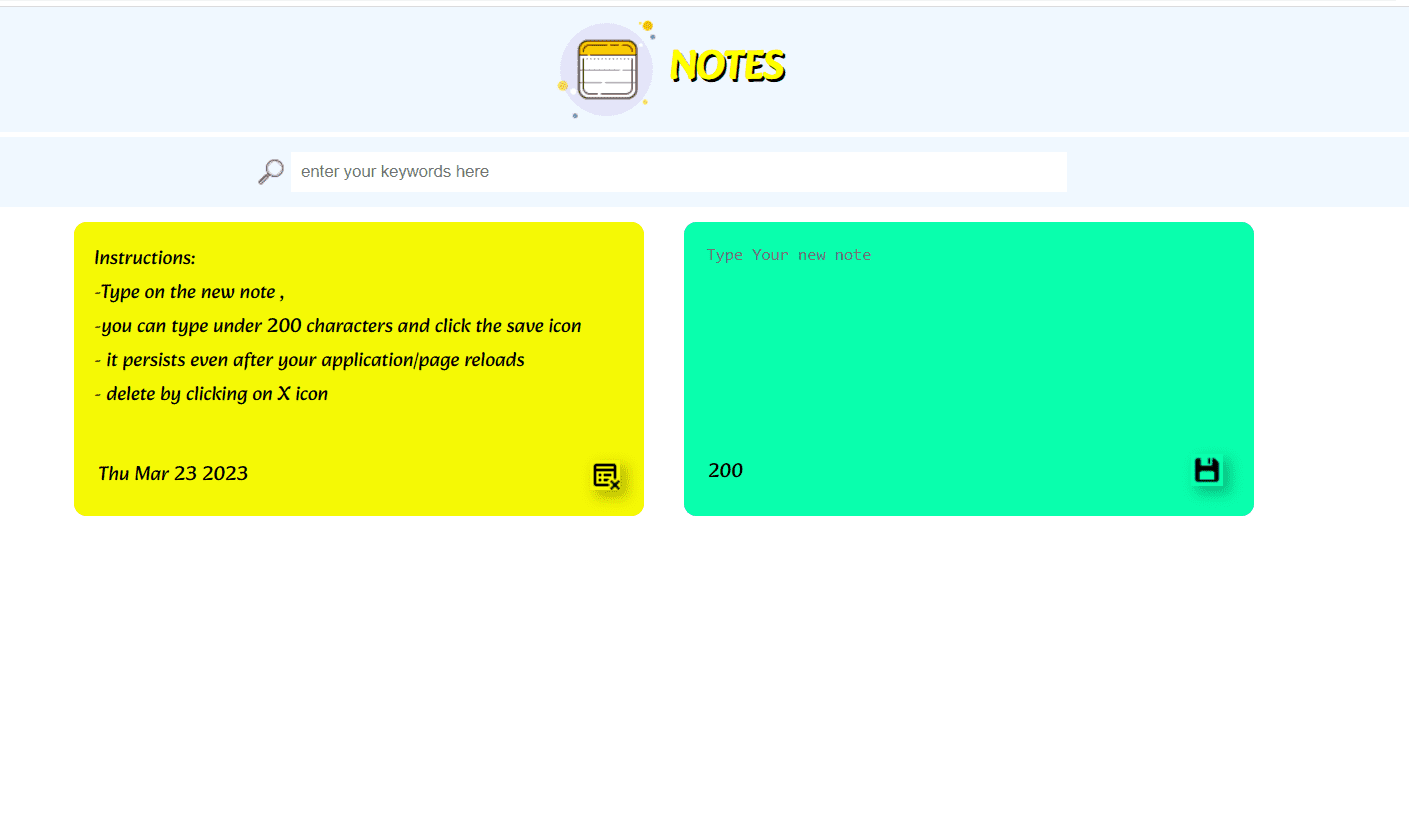 NOTES
enter your keywords here
Instructions:
-Type on the new note ,
-you can type under 200 characters and click the save icon
- it persists even after your application/page reloads
- delete by clicking on X icon
Thu Mar 23 2023
Type Your new note
200